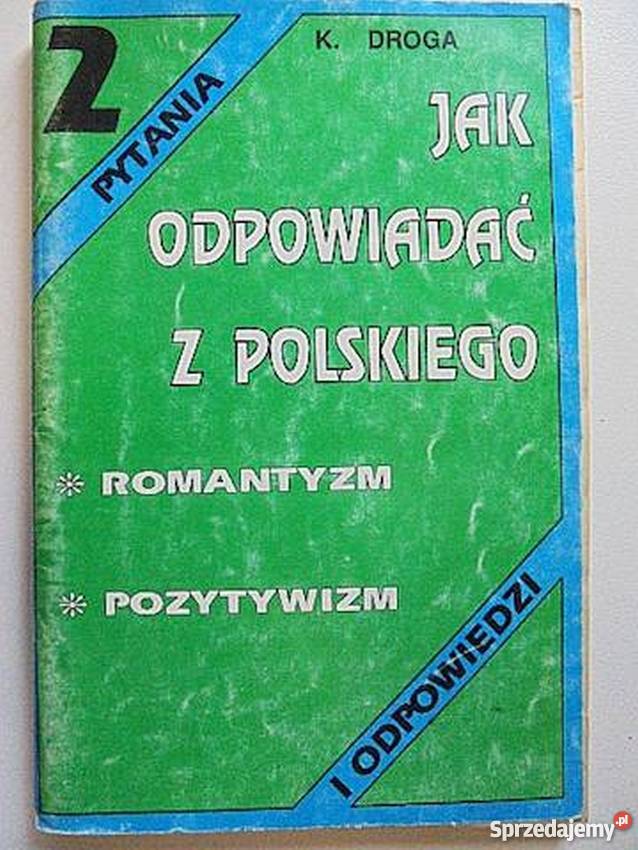 2
K. DROGA
PYTANIA
JAK
ODPOWIADAĆ
Z POLSKIEGO
* ROMANTYZM
* POZYTYWIZM
I ODPOWIEDZI
Sprzedajemy.pl